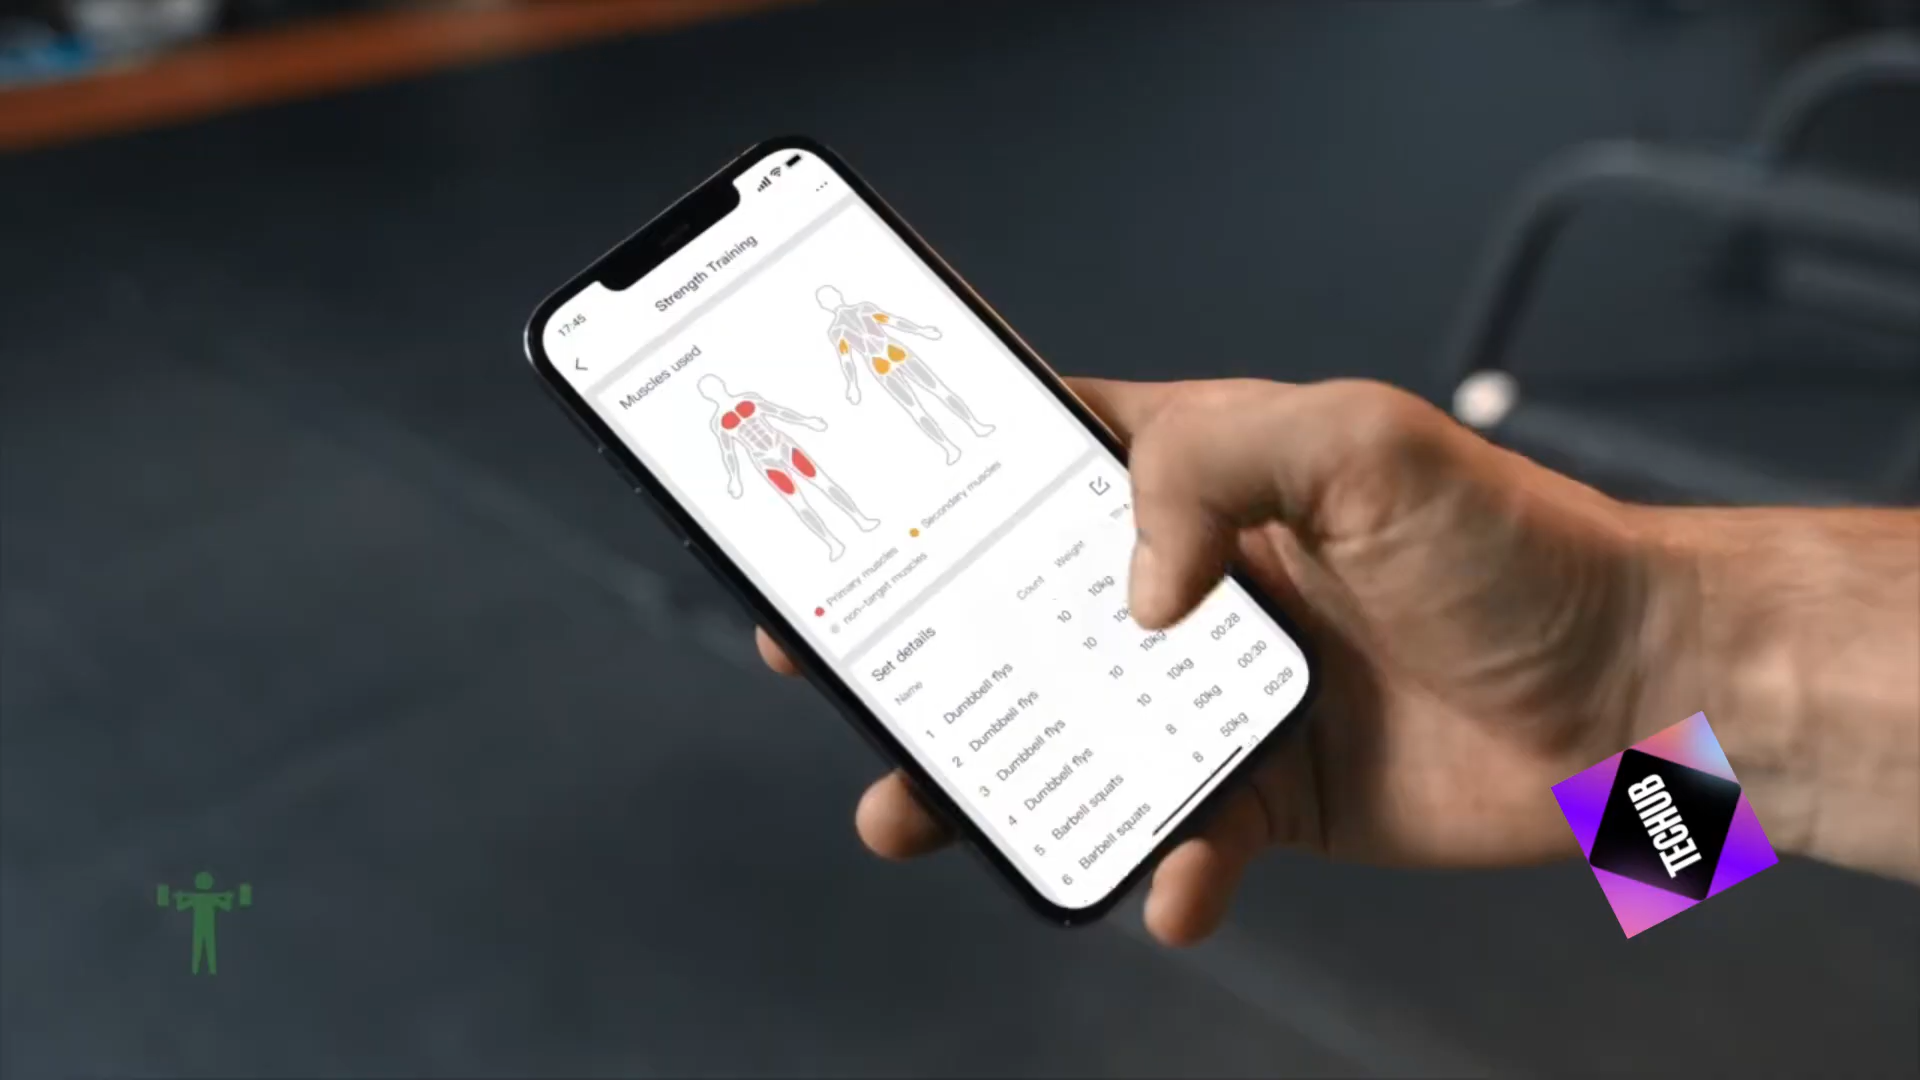 17:45
Strength Training
Muscles used
Primary muscles
Secondary muscles
non-target muscles
Set details
Name Count Weight
1 Dumbbell flys 10 10kg
2 Dumbbell flys 10
3 Dumbbell flys 10 10kg 00:28
4 Dumbbell flys 10 10kg 00:30
5 Barbell squats 8 50kg 00:29
6 Barbell squats 8 50kg
TECHUB